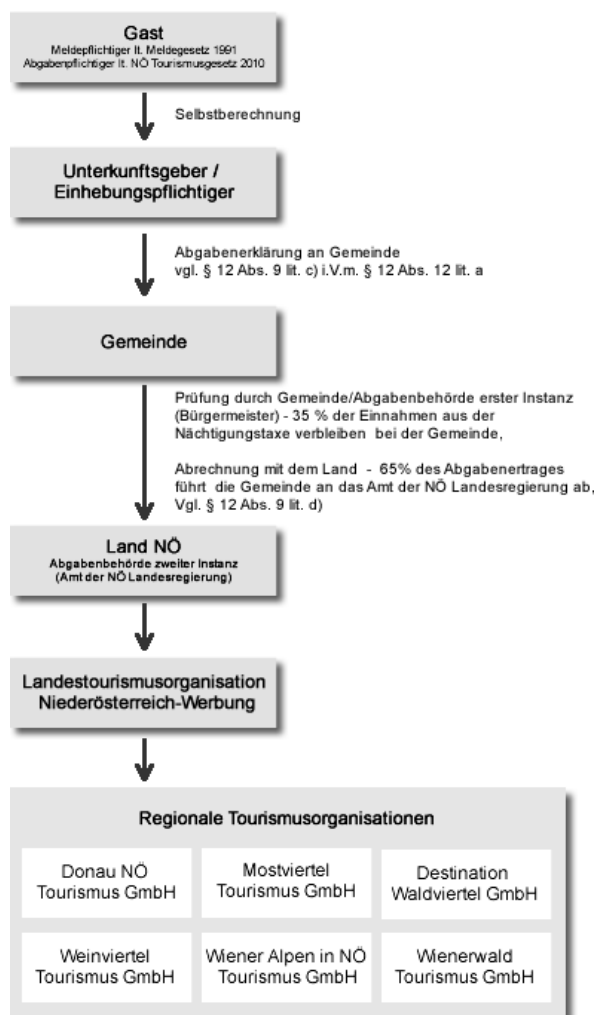 Gast
Meldepflichtiger lt. Meldegesetz 1991
Abgabenpflichtiger lt. NÖ Tourismusgesetz 2010
Selbstberechnung
Unterkunftsgeber /
Einhebungspflichtiger
Abgabenerklärung an Gemeinde
vgl. § 12 Abs. 9 lit. c) i.V.m. § 12 Abs. 12 lit. a
Gemeinde
Prüfung durch Gemeinde/Abgabenbehörde erster Instanz
(Bürgermeister) - 35 % der Einnahmen aus der
Nächtigungstaxe verbleiben bei der Gemeinde,
Abrechnung mit dem Land - 65% des Abgabenertrages
führt die Gemeinde an das Amt der NÖ Landesregierung ab,
Vgl. § 12 Abs. 9 lit. d)
Land NÖ
Abgabenbehörde zweiter Instanz
(Amt der NÖ Landesregierung)
Landestourismusorganisation
Niederösterreich-Werbung
Regionale Tourismusorganisationen
Donau NÖ
Tourismus GmbH
Mostviertel
Tourismus GmbH
Destination
Waldviertel GmbH
Weinviertel
Tourismus GmbH
Wiener Alpen in NÖ
Tourismus GmbH
Wienerwald
Tourismus GmbH